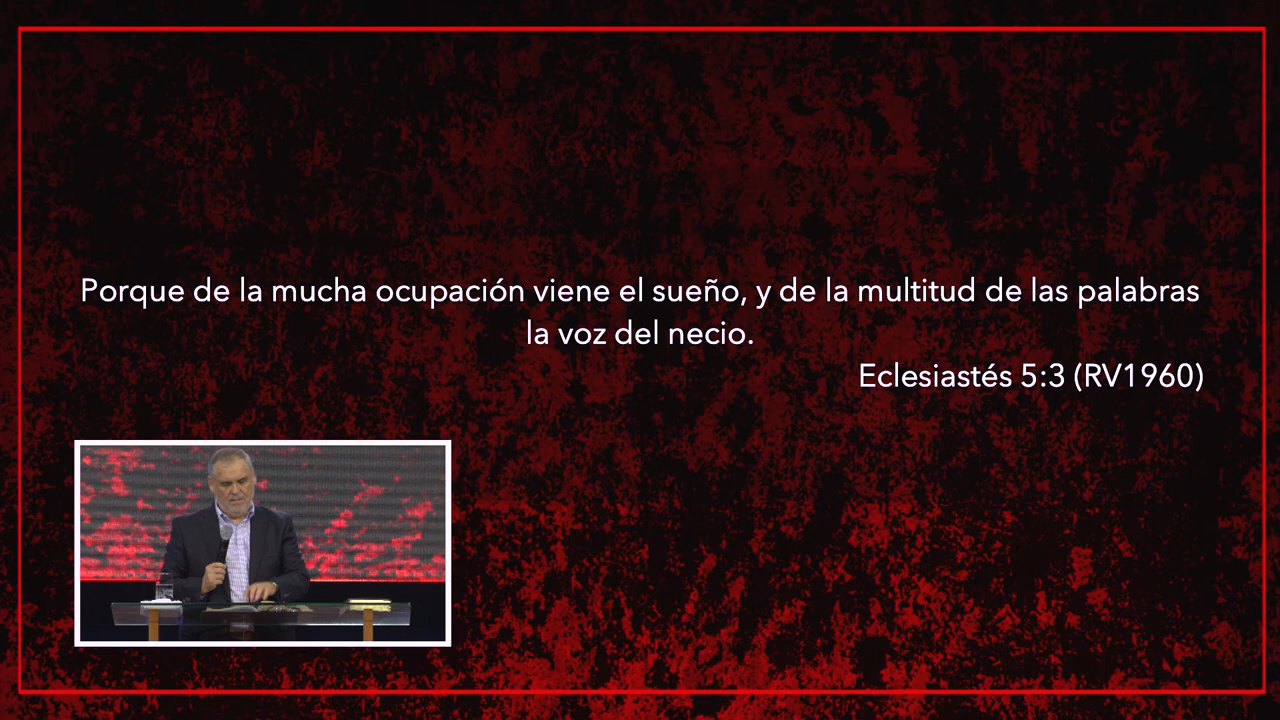 Porque de la mucha ocupación viene el sueño, y de la multitud de las palabras
la voz del necio.
Eclesiastés 5:3 (RV1960)